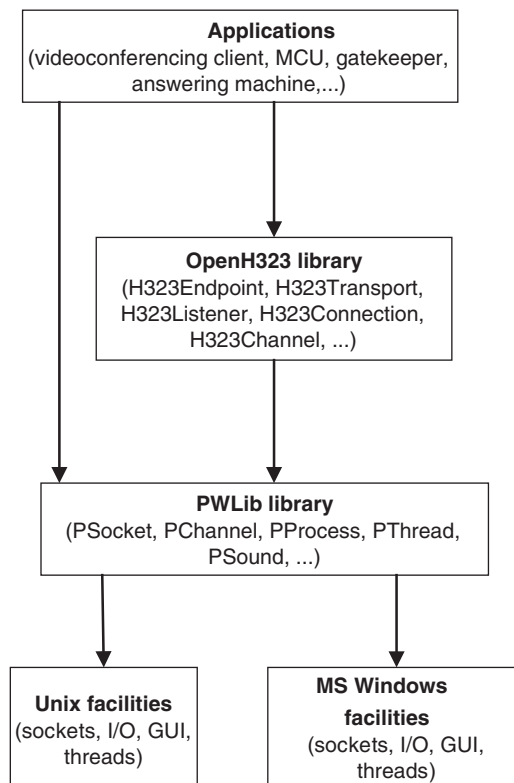 Applications
(videoconferencing client, MCU, gatekeeper,
answering machine,...)
OpenH323 library
(H323Endpoint, H323Transport,
H323Listener, H323Connection,
H323Channel, ...)
PWLib library
(PSocket, PChannel, PProcess, PThread,
PSound, ...)
Unix facilities
(sockets, I/O, GUI,
threads)
MS Windows
facilities
(sockets, I/O, GUI,
threads)